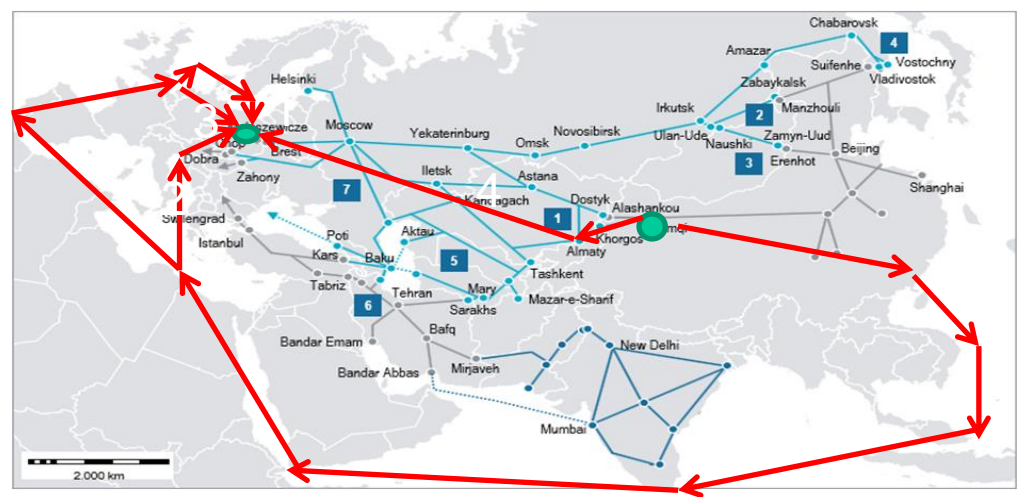 Chabarovsk
4
Amazar
Suifenhe
Vostochny
Vladivostok
Helsinki
Zabaykalsk
Manzhouli
Irkutsk
2
Moscow
Yekaterinburg
Novosibirsk
Omsk
Ulan-Ude
Naushki
Zamyn-Uud
Brest
Dobra
3
Erenhot
Beijing
Zahony
Iletsk
Astana
Shanghai
7
4
Dostyk
Alashankou
1
Khorgos
Almaty
Istanbul
Poti
Aktau
Kars
Baku
5
Tashkent
Tabriz
Tehran
Mary
Mazar-e-Sharif
6
Sarakhs
Bandar Emam
Bafq
New Delhi
Bandar Abbas
Mirjaveh
Mumbai
2.000 km